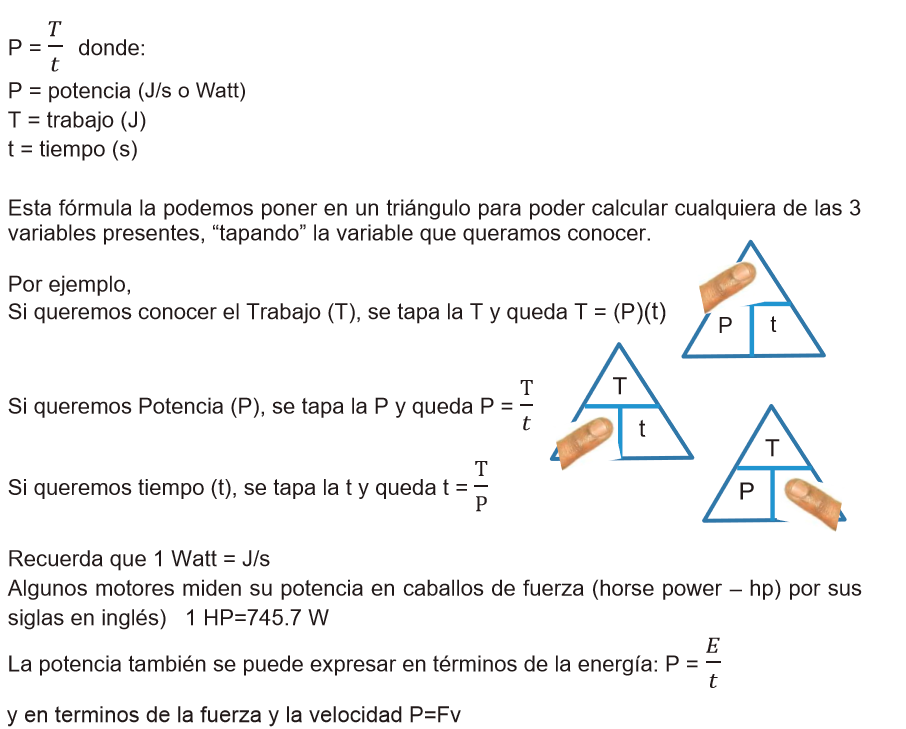 P = T/t donde:
P = potencia (J/s o Watt)
T = trabajo (J)
t = tiempo (s)
Esta fórmula la podemos poner en un triángulo para poder calcular cualquiera de las 3
variables presentes, “tapando” la variable que queramos conocer.
Por ejemplo,
Si queremos conocer el Trabajo (T), se tapa la T y queda T = (P)(t)
P t
Si queremos Potencia (P), se tapa la P y queda P = T/t
T
t
Si queremos tiempo (t), se tapa la t y queda t = T/P
T
P
Recuerda que 1 Watt = J/s
Algunos motores miden su potencia en caballos de fuerza (horse power – hp) por sus
siglas en inglés) 1 HP=745.7 W
La potencia también se puede expresar en términos de la energía: P = E/t
y en terminos de la fuerza y la velocidad P=Fv